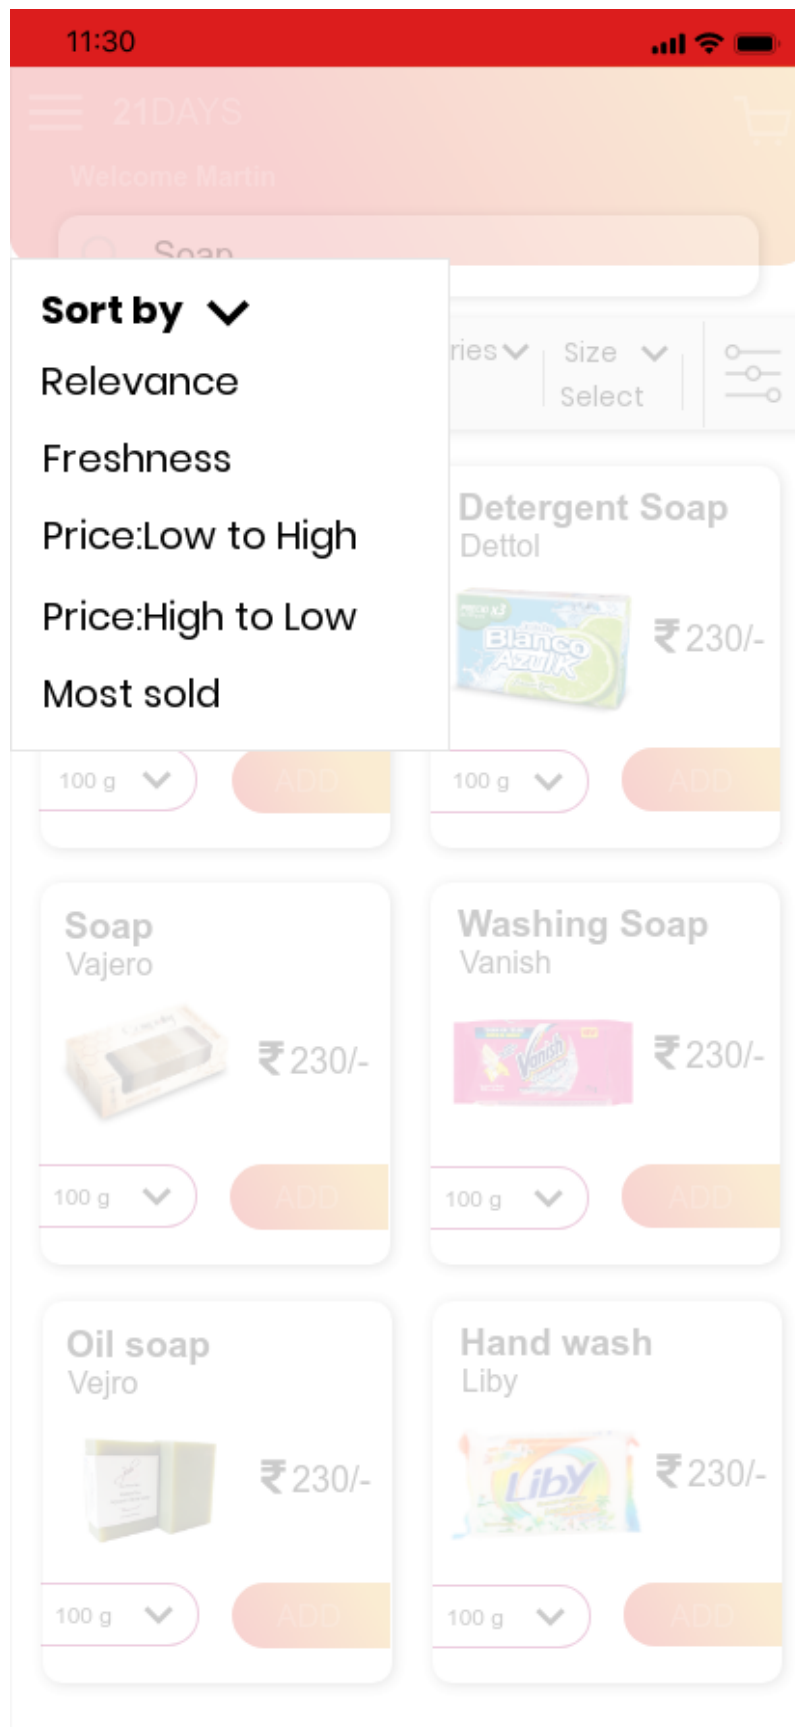 11:30
21DAYS
Welcome Martin
Soap
Sort by
Relevance
Freshness
Price:Low to High
Price:High to Low
Most sold
ries
Size
Select
Detergent Soap
Dettol
PRECIO X3
Blanco
AZUL K
₹230/-
100 g
ADD
100 g
ADD
Soap
Vajero
₹230/-
100 g
ADD
Washing Soap
Vanish
Vanish
₹230/-
100 g
ADD
Oil soap
Vejro
₹230/-
100 g
ADD
Hand wash
Liby
LIBY
₹230/-
100 g
ADD